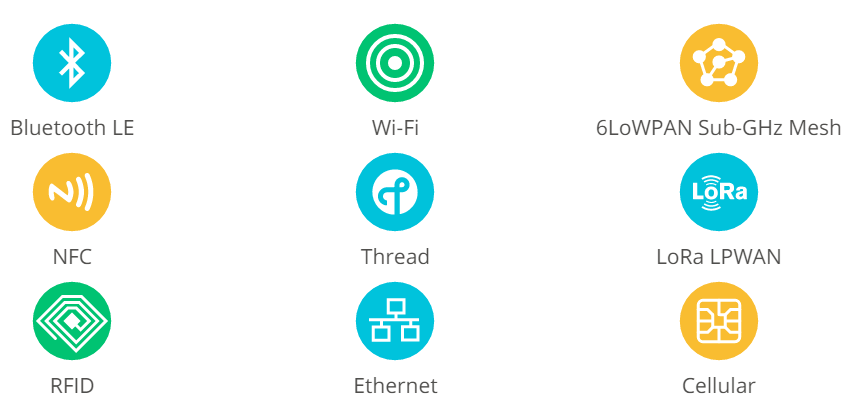 Bluetooth LE
Wi-Fi
6LoWPAN Sub-GHz Mesh
NFC
Thread
LoRa
LoRa LPWAN
RFID
Ethernet
Cellular